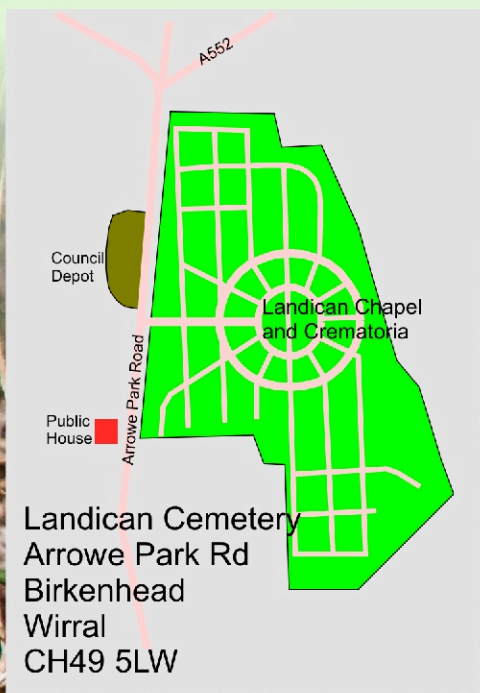 A552
Council
Depot
Landican Chapel
and Crematoria
Arrowe Park Road
Public
House
Landican Cemetery
Arrowe Park Rd
Birkenhead
Wirral
CH49 5LW